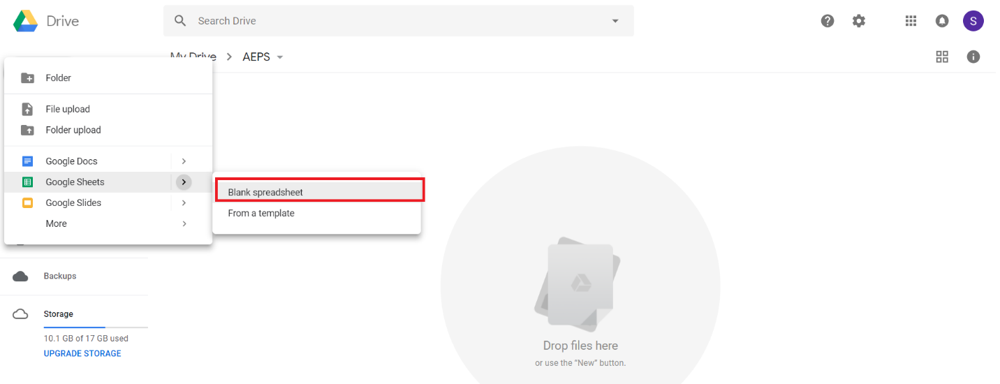 Drive
Search Drive
S
My Drive > AEPS
Folder
File upload
Folder upload
Google Docs
Google Sheets
Google Slides
More
Blank spreadsheet
From a template
Backups
Storage
10.1 GB of 17 GB used
UPGRADE STORAGE
Drop files here
or use the “New” button.